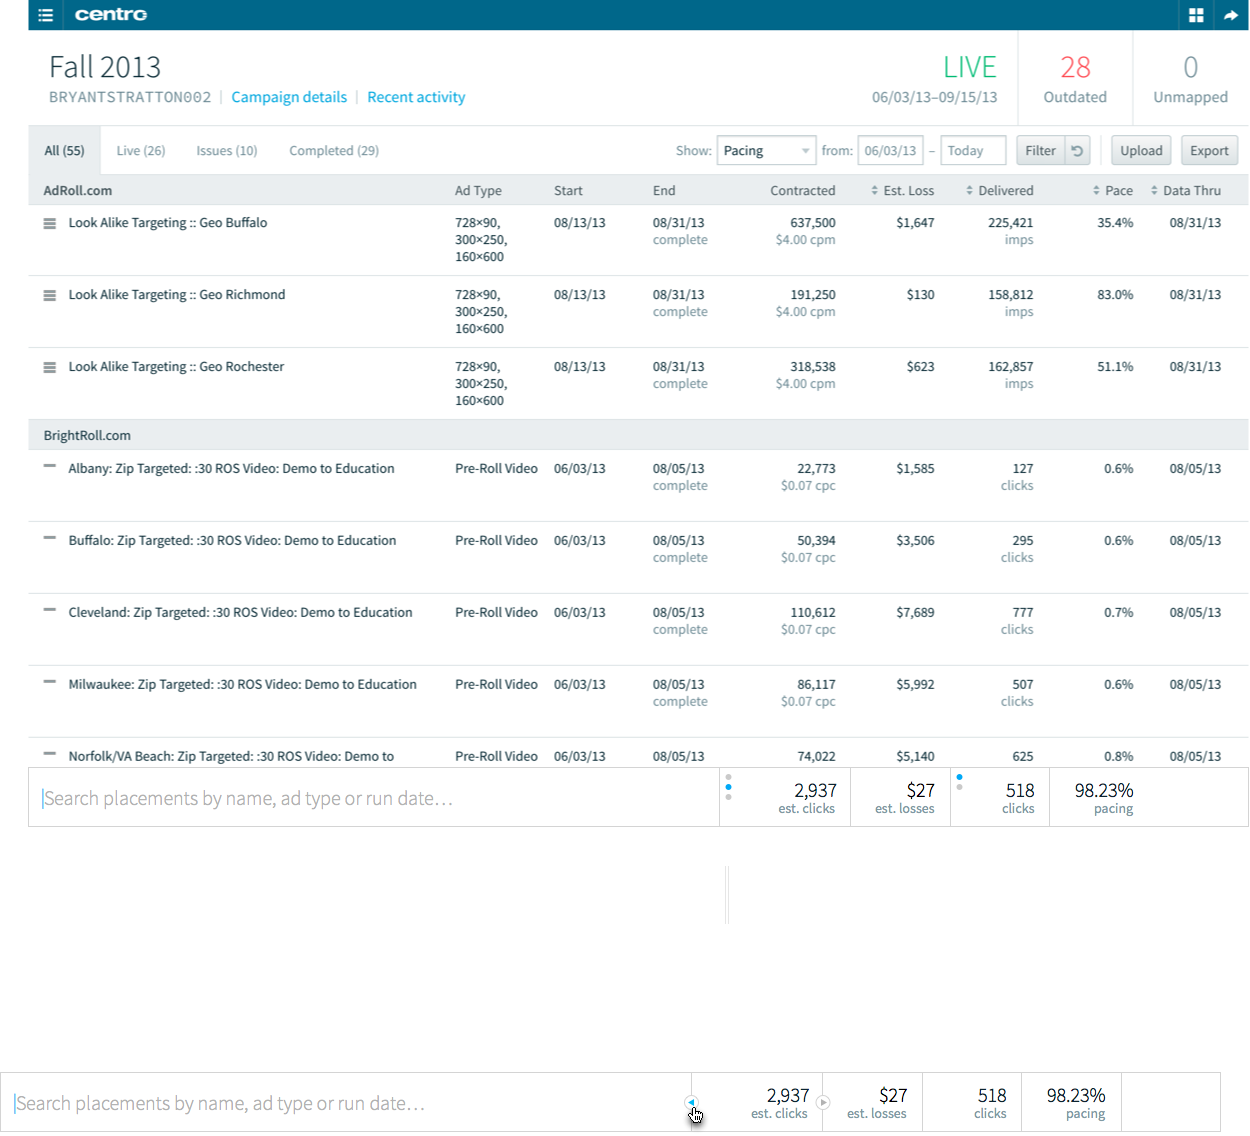 centro
Fall 2013
BRYANTSTRATTON002 | Campaign details | Recent activity
LIVE
06/03/13–09/15/13
28
Outdated
0
Unmapped
All (55) Live (26) Issues (10) Completed (29) Show: Pacing from: 06/03/13 – Today Filter Upload Export
AdRoll.com Ad Type Start End Contracted Est. Loss Delivered Pace Data Thru
Look Alike Targeting :: Geo Buffalo 728×90, 08/13/13 08/31/13 637,500 $1,647 225,421 35.4% 08/31/13
300×250, complete $4.00 cpm imps
160×600
Look Alike Targeting :: Geo Richmond 728×90, 08/13/13 08/31/13 191,250 $130 158,812 83.0% 08/31/13
300×250, complete $4.00 cpm imps
160×600
Look Alike Targeting :: Geo Rochester 728×90, 08/13/13 08/31/13 318,538 $623 162,857 51.1% 08/31/13
300×250, complete $4.00 cpm imps
160×600
BrightRoll.com
Albany: Zip Targeted: :30 ROS Video: Demo to Education Pre-Roll Video 06/03/13 08/05/13 22,773 $1,585 127 0.6% 08/05/13
complete $0.07 cpc clicks
Buffalo: Zip Targeted: :30 ROS Video: Demo to Education Pre-Roll Video 06/03/13 08/05/13 50,394 $3,506 295 0.6% 08/05/13
complete $0.07 cpc clicks
Cleveland: Zip Targeted: :30 ROS Video: Demo to Education Pre-Roll Video 06/03/13 08/05/13 110,612 $7,689 777 0.7% 08/05/13
complete $0.07 cpc clicks
Milwaukee: Zip Targeted: :30 ROS Video: Demo to Education Pre-Roll Video 06/03/13 08/05/13 86,117 $5,992 507 0.6% 08/05/13
complete $0.07 cpc clicks
Norfolk/VA Beach: Zip Targeted: :30 ROS Video: Demo to Pre-Roll Video 06/03/13 08/05/13 74,022 $5,140 625 0.8% 08/05/13
Search placements by name, ad type or run date... 2,937 $27 518 98.23%
est. clicks est. losses clicks pacing
Search placements by name, ad type or run date... 2,937 $27 518 98.23%
est. clicks est. losses clicks pacing